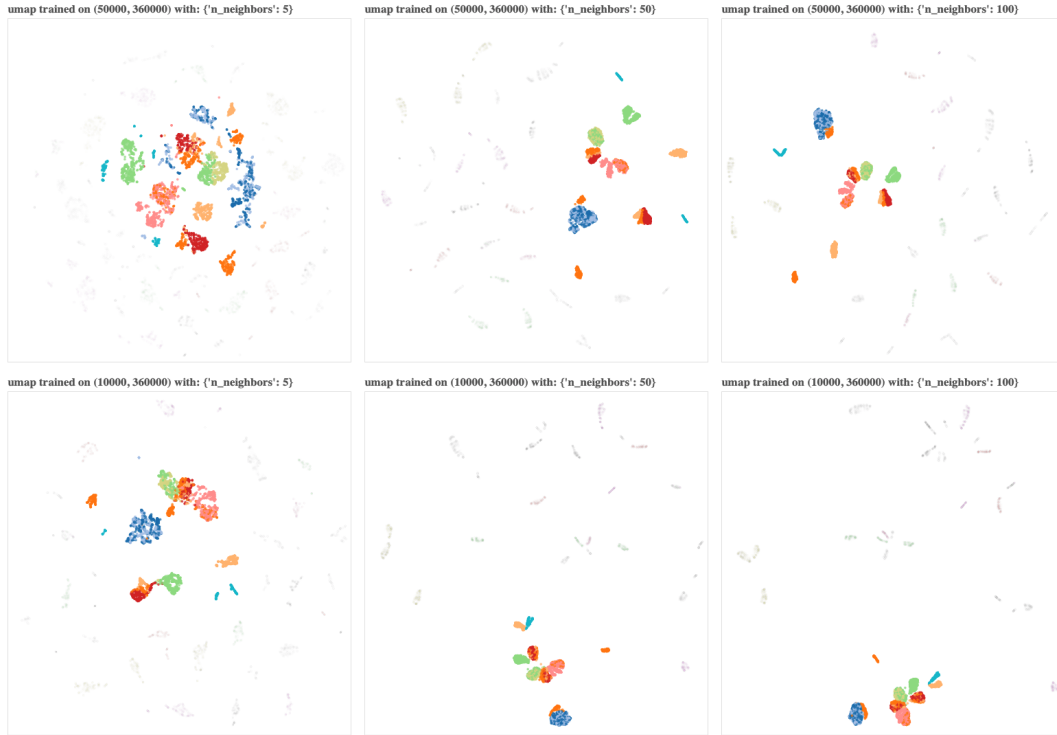 umap trained on (50000, 360000) with: {'n_neighbors': 5}
umap trained on (50000, 360000) with: {'n_neighbors': 50}
umap trained on (50000, 360000) with: {'n_neighbors': 100}
umap trained on (10000, 360000) with: {'n_neighbors': 5}
umap trained on (10000, 360000) with: {'n_neighbors': 50}
umap trained on (10000, 360000) with: {'n_neighbors': 100}